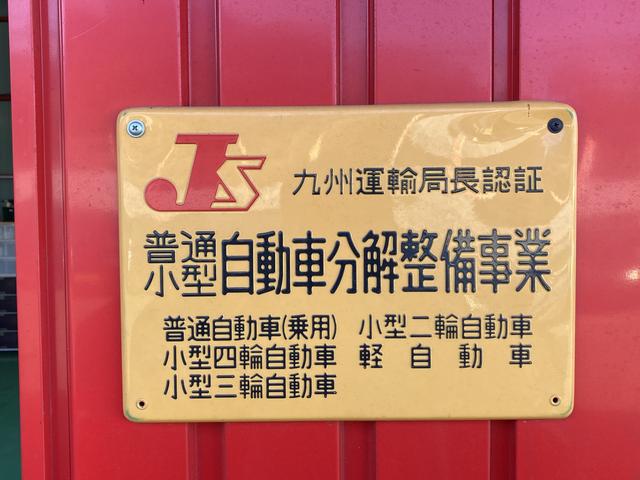 JS
九州運輸局長認証
普通
小型 自動車分解整備事業
普通自動車(乗用) 小型二輪自動車
小型四輪自動車 軽自動車
小型三輪自動車